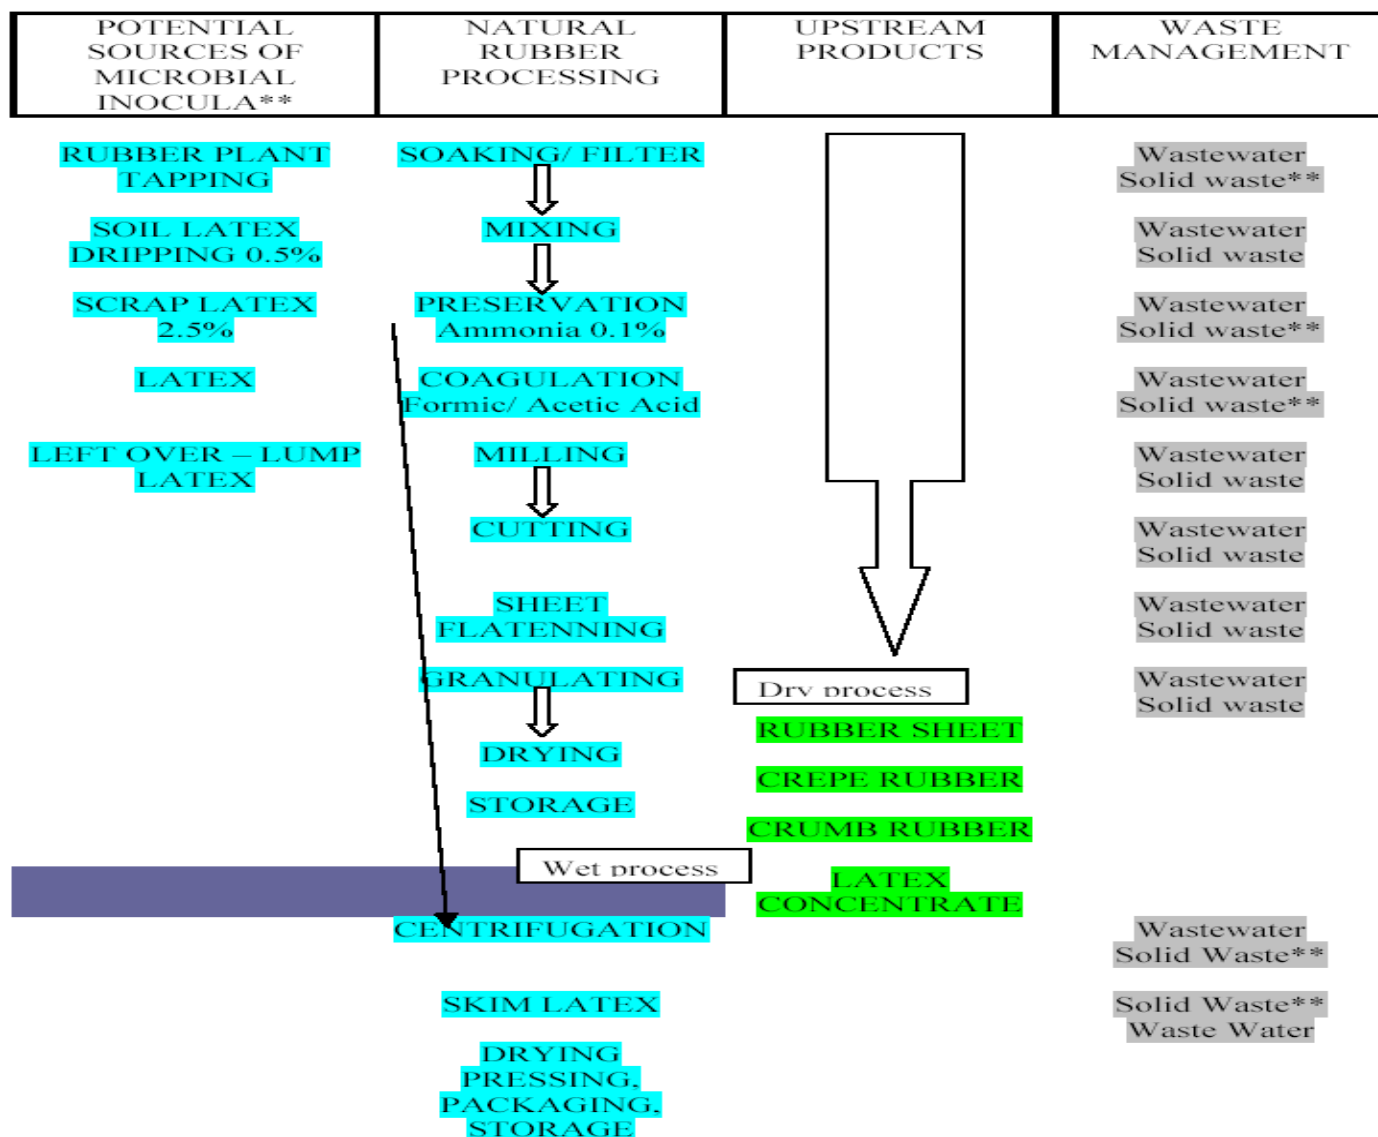 POTENTIAL
SOURCES OF
MICROBIAL
INOCULA**
NATURAL
RUBBER
PROCESSING
UPSTREAM
PRODUCTS
WASTE
MANAGEMENT
RUBBER PLANT
TAPPING
SOIL LATEX
DRIPPING 0.5%
SCRAP LATEX
2.5%
LATEX
LEFT OVER – LUMP
LATEX
SOAKING/ FILTER
MIXING
PRESERVATION
Ammonia 0.1%
COAGULATION
Formic/ Acetic Acid
MILLING
CUTTING
SHEET
FLATENNING
GRANULATING
DRYING
STORAGE
Wet process
CENTRIFUGATION
SKIM LATEX
DRYING
PRESSING,
PACKAGING,
STORAGE
Dry process
RUBBER SHEET
CREPE RUBBER
CRUMB RUBBER
LATEX
CONCENTRATE
Wastewater
Solid waste**
Wastewater
Solid waste
Wastewater
Solid waste**
Wastewater
Solid waste**
Wastewater
Solid waste
Wastewater
Solid waste
Wastewater
Solid waste
Wastewater
Solid waste
Wastewater
Solid Waste**
Solid Waste**
Waste Water